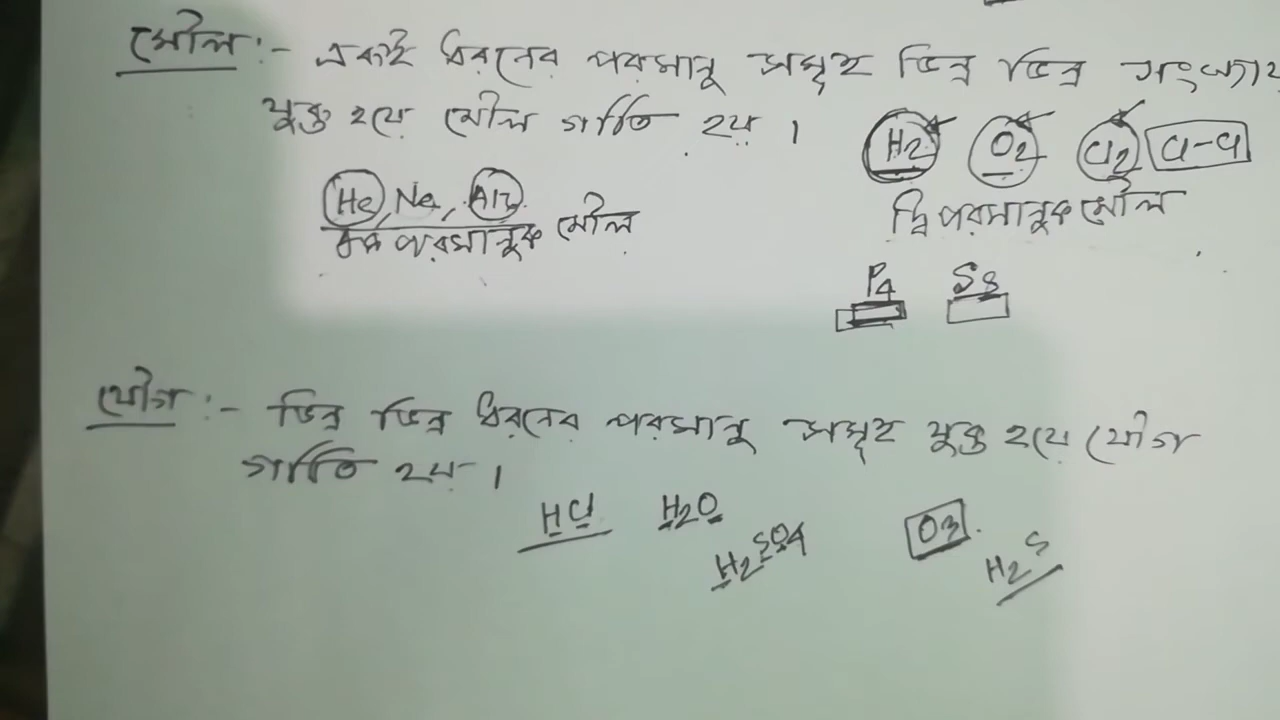 মৌল :- একই ধরনের পরমানু সমূহ ভিন্ন ভিন্ন সংখ্যায়
যুক্ত হয়ে মৌল গঠিত হয় ।
H2 O2 Cl2 Cl-Cl
He, Ne,
এক পরমানুক মৌল
দ্বিপরমানুক মৌল
P4 S8
যৌগ :- ভিন্ন ভিন্ন ধরনের পরমানু সমূহ যুক্ত হয়ে যৌগ
গঠিত হয় ।
HCl H2O
H2SO4 O3
H2S